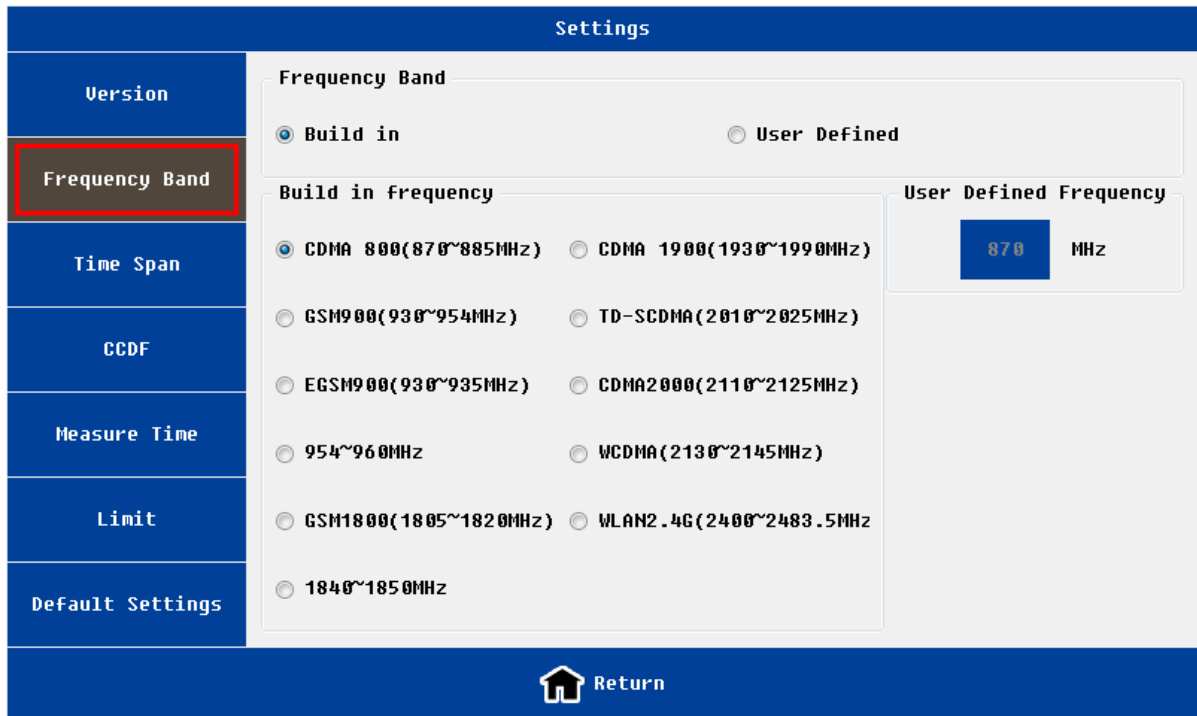 Settings
Version
Frequency Band
Time Span
CCDF
Measure Time
Limit
Default Settings
Frequency Band
Build in
User Defined
Build in frequency
CDMA 800(870~885MHz)
CDMA 1900(1930~1990MHz)
GSM900(930~954MHz)
TD-SCDMA(2010~2025MHz)
EGSM900(930~935MHz)
CDMA2000(2110~2125MHz)
954~960MHz
WCDMA(2130~2145MHz)
GSM1800(1805~1820MHz)
WLAN2.4G(2400~2483.5MHz
1840~1850MHz
User Defined Frequency
870 MHz
Return